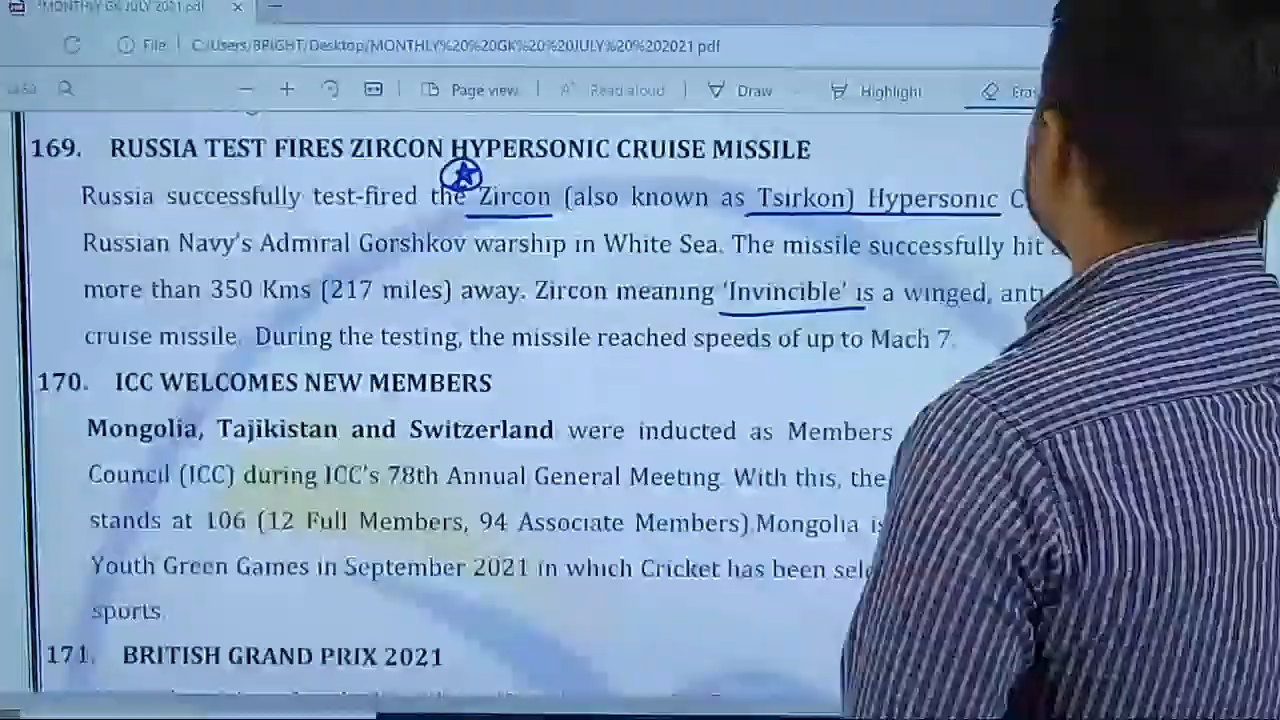 MONTHLY GK JULY 2021.pdf
File C:/Users/BRIGHT/Desktop/MONTHLY%20%20GK%20%20JULY%20%202021.pdf
Page view Read aloud Draw Highlight
169. RUSSIA TEST FIRES ZIRCON HYPERSONIC CRUISE MISSILE
Russia successfully test-fired the Zircon (also known as Tsirkon) Hypersonic
Russian Navy's Admiral Gorshkov warship in White Sea. The missile successfully hit
more than 350 Kms (217 miles) away. Zircon meaning 'Invincible' is a winged,
cruise missile. During the testing, the missile reached speeds of up to Mach 7.
170. ICC WELCOMES NEW MEMBERS
Mongolia, Tajikistan and Switzerland were inducted as Members
Council (ICC) during ICC's 78th Annual General Meeting. With this, the
stands at 106 (12 Full Members, 94 Associate Members).Mongolia
Youth Green Games in September 2021 in which Cricket has been
sports.
171. BRITISH GRAND PRIX 2021